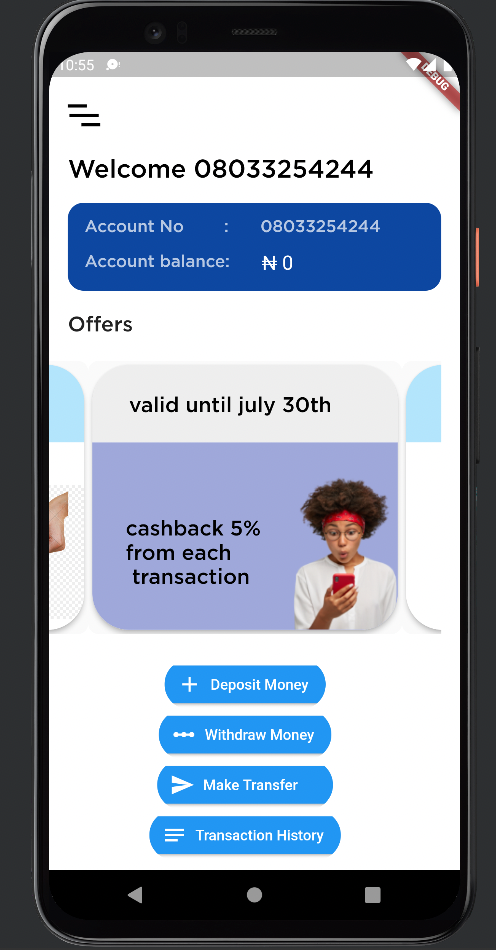 10:55
DEBUG
Welcome 08033254244
Account No : 08033254244
Account balance: ₦ 0
Offers
valid until july 30th
cashback 5%
from each
transaction
Deposit Money
Withdraw Money
Make Transfer
Transaction History